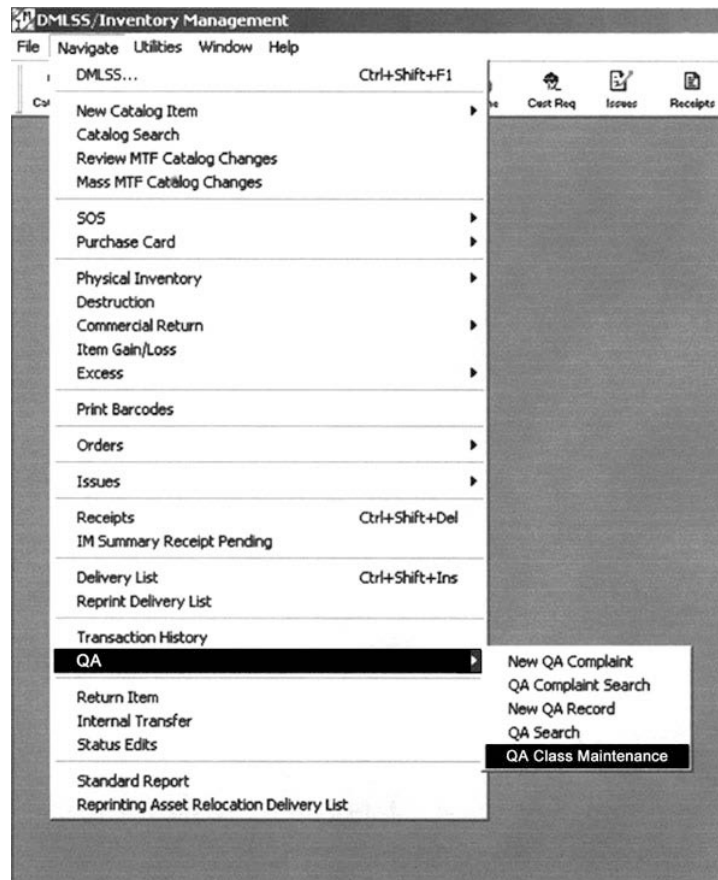 DMLSS/Inventory Management
File Navigate Utilities Window Help
DMLSS... Ctrl+Shift+F1
Cust Req Issues Receipts
New Catalog Item
Catalog Search
Review MTF Catalog Changes
Mass MTF Catalog Changes
SOS
Purchase Card
Physical Inventory
Destruction
Commercial Return
Item Gain/Loss
Excess
Print Barcodes
Orders
Issues
Receipts Ctrl+Shift+Del
IM Summary Receipt Pending
Delivery List Ctrl+Shift+Ins
Reprint Delivery List
Transaction History
QA
New QA Complaint
QA Complaint Search
New QA Record
QA Search
QA Class Maintenance
Return Item
Internal Transfer
Status Edits
Standard Report
Reprinting Asset Relocation Delivery List